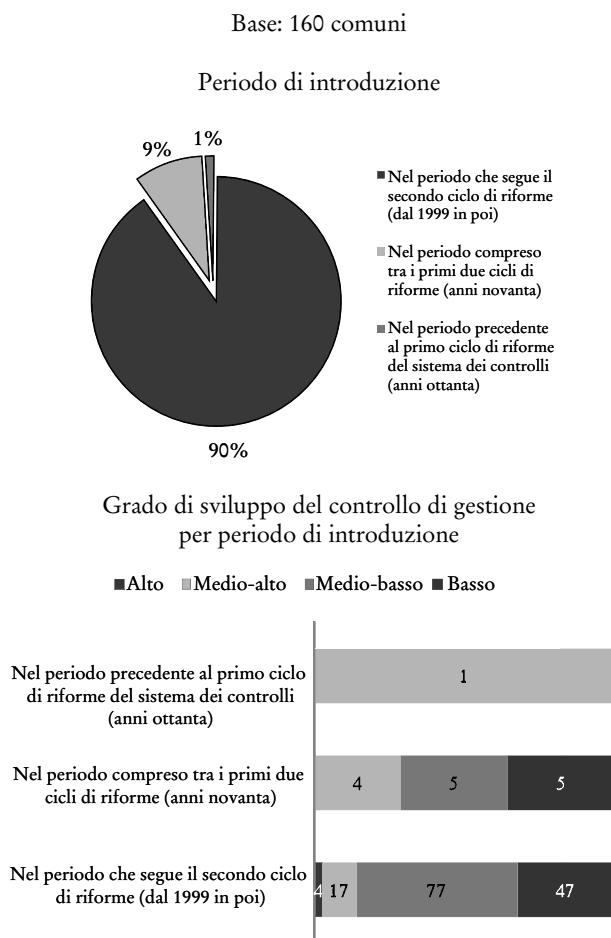 Base: 160 comuni
Periodo di introduzione
9%
1%
90%
Nel periodo che segue il
secondo ciclo di riforme
(dal 1999 in poi)
Nel periodo compreso
tra i primi due cicli di
riforme (anni novanta)
Nel periodo precedente
al primo ciclo di riforme
del sistema dei controlli
(anni ottanta)
Grado di sviluppo del controllo di gestione
per periodo di introduzione
Alto Medio-alto Medio-basso Basso
Nel periodo precedente al primo ciclo
di riforme del sistema dei controlli
(anni ottanta)
1
Nel periodo compreso tra i primi due
cicli di riforme (anni novanta)
4 5 5
Nel periodo che segue il secondo ciclo
di riforme (dal 1999 in poi)
4 17 77 47